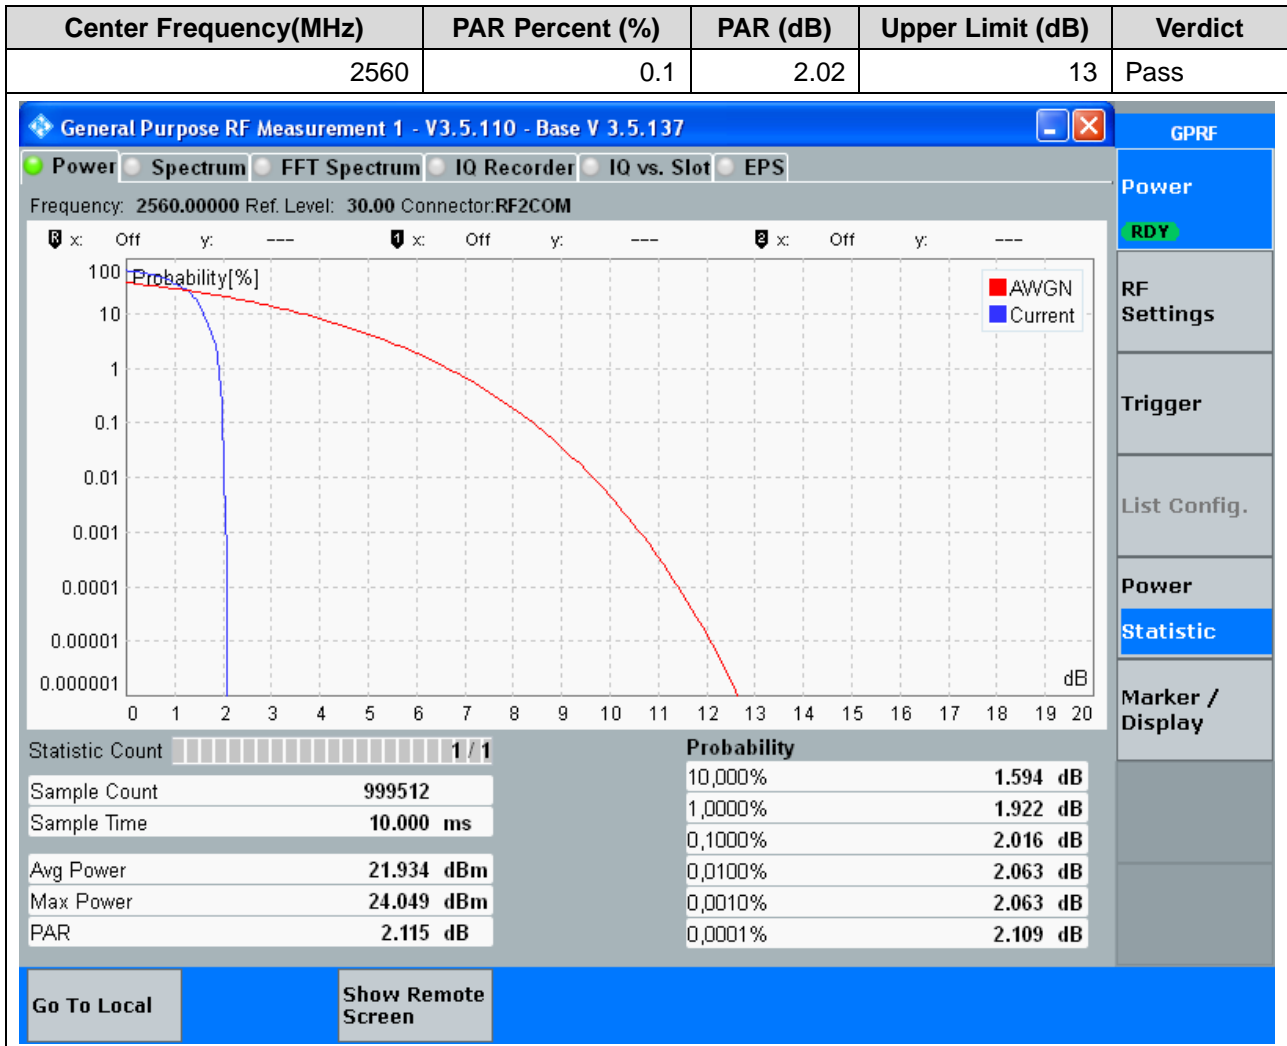 Center Frequency(MHz) PAR Percent (%) PAR (dB) Upper Limit (dB) Verdict
2560 0.1 2.02 13 Pass
General Purpose RF Measurement 1 - V3.5.110 - Base V 3.5.137
GPRF
Power Spectrum FFT Spectrum IQ Recorder IQ vs. Slot EPS
Frequency: 2560.00000 Ref. Level: 30.00 Connector:RF2COM
R x: Off y: --- 1 x: Off y: --- 2 x: Off y: ---
Probability[%]
AWGN
Current
100
10
1
0.1
0.01
0.001
0.0001
0.00001
0.000001
dB
0 1 2 3 4 5 6 7 8 9 10 11 12 13 14 15 16 17 18 19 20
Statistic Count 1 / 1
Sample Count 999512
Sample Time 10.000 ms
Avg Power 21.934 dBm
Max Power 24.049 dBm
PAR 2.115 dB
Probability
10,000% 1.594 dB
1,0000% 1.922 dB
0,1000% 2.016 dB
0,0100% 2.063 dB
0,0010% 2.063 dB
0,0001% 2.109 dB
Power
RDY
RF
Settings
Trigger
List Config.
Power
Statistic
Marker /
Display
Go To Local
Show Remote
Screen